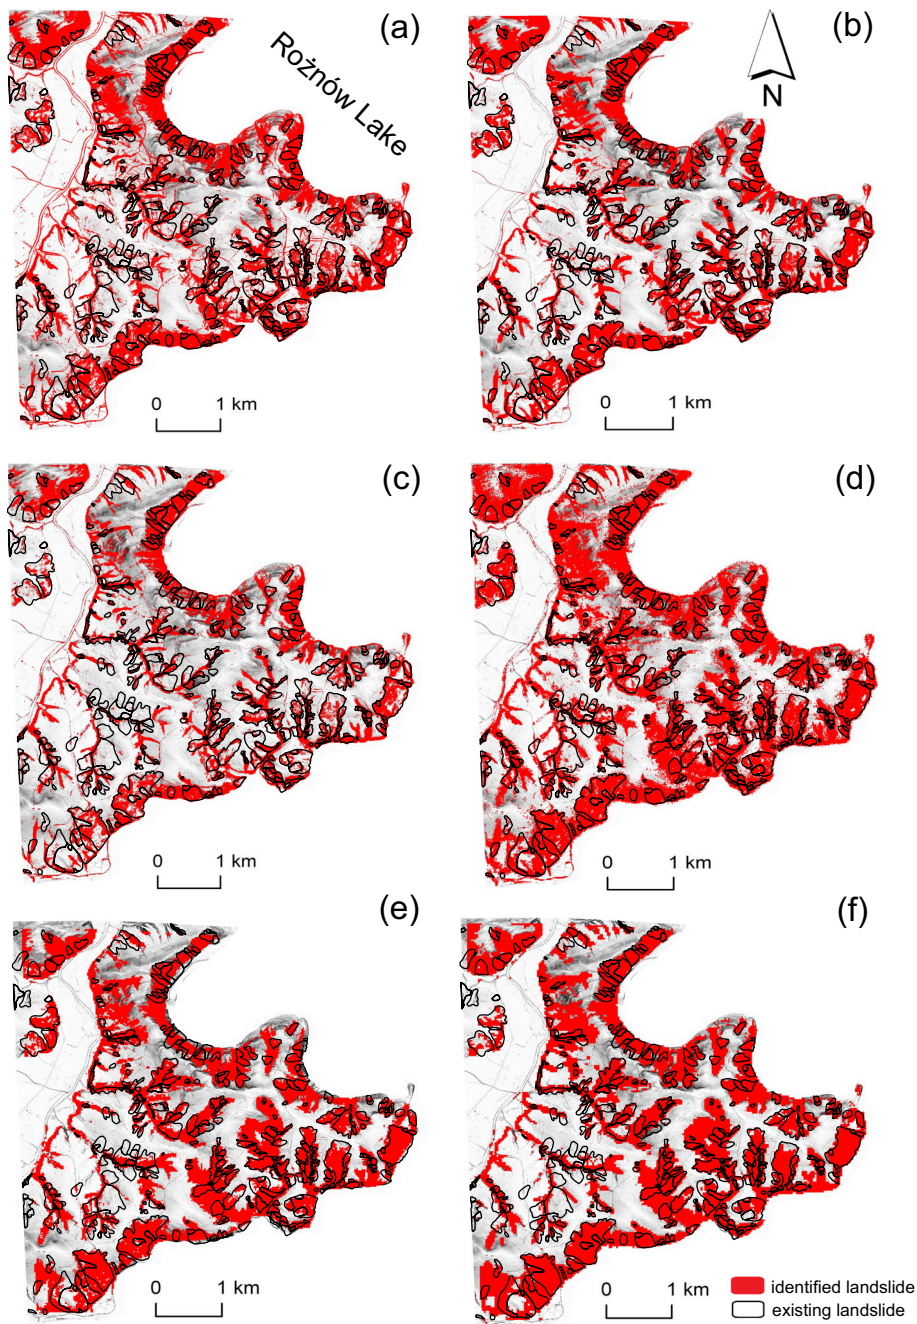 (a)
Rożnów Lake
0 1 km
(b)
N
0 1 km
(c)
0 1 km
(d)
0 1 km
(e)
0 1 km
(f)
0 1 km
identified landslide
existing landslide